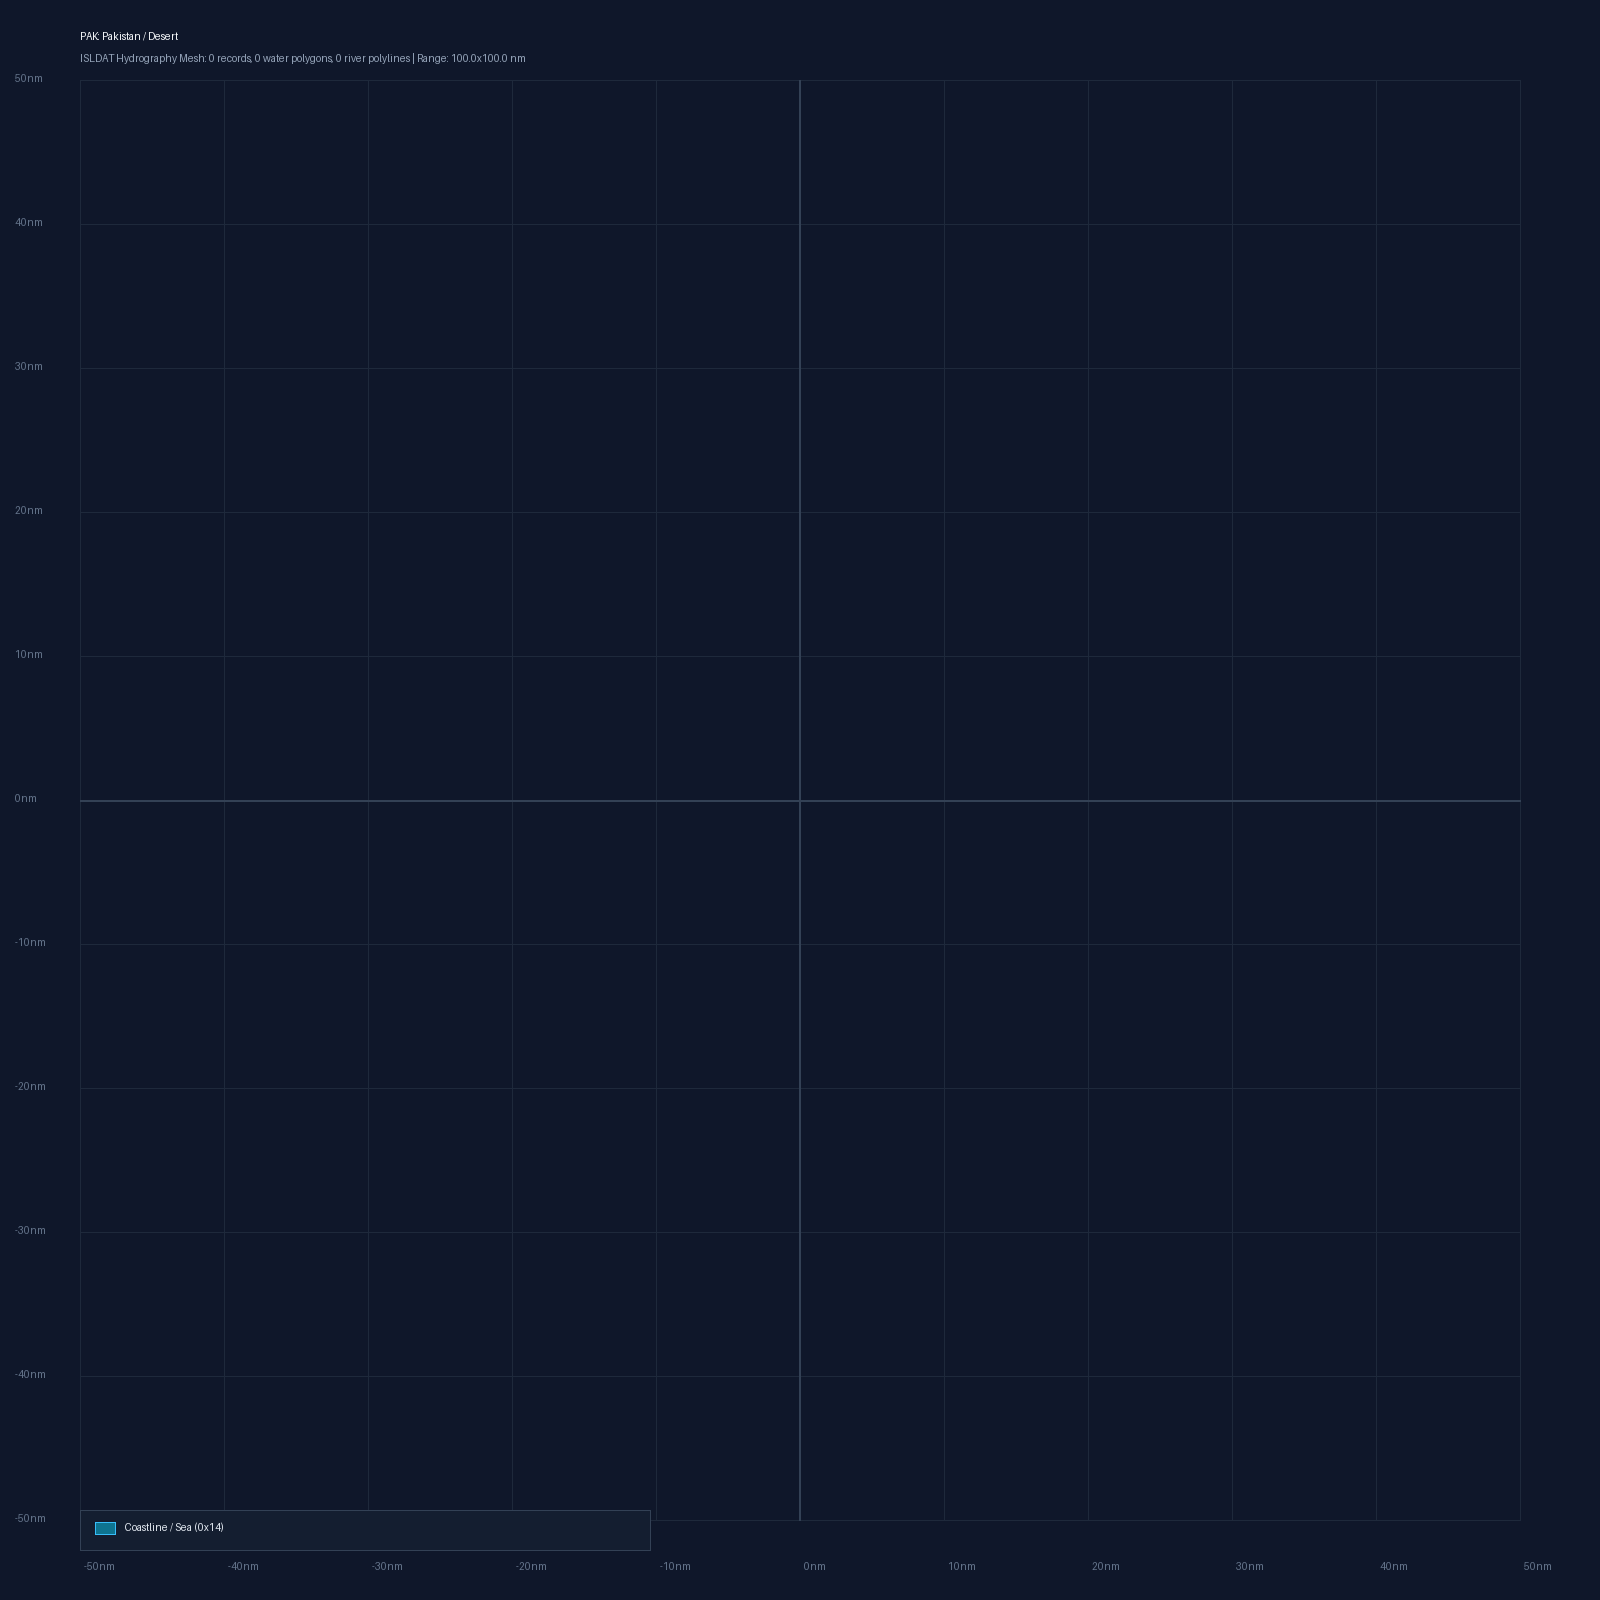 PAK: Pakistan / Desert
ISLDAT Hydrography Mesh: 0 records, 0 water polygons, 0 river polylines | Range: 100.0x100.0 nm
50nm
40nm
30nm
20nm
10nm
0nm
-10nm
-20nm
-30nm
-40nm
-50nm
Coastline / Sea (0x14)
-50nm
-40nm
-30nm
-20nm
-10nm
0nm
10nm
20nm
30nm
40nm
50nm